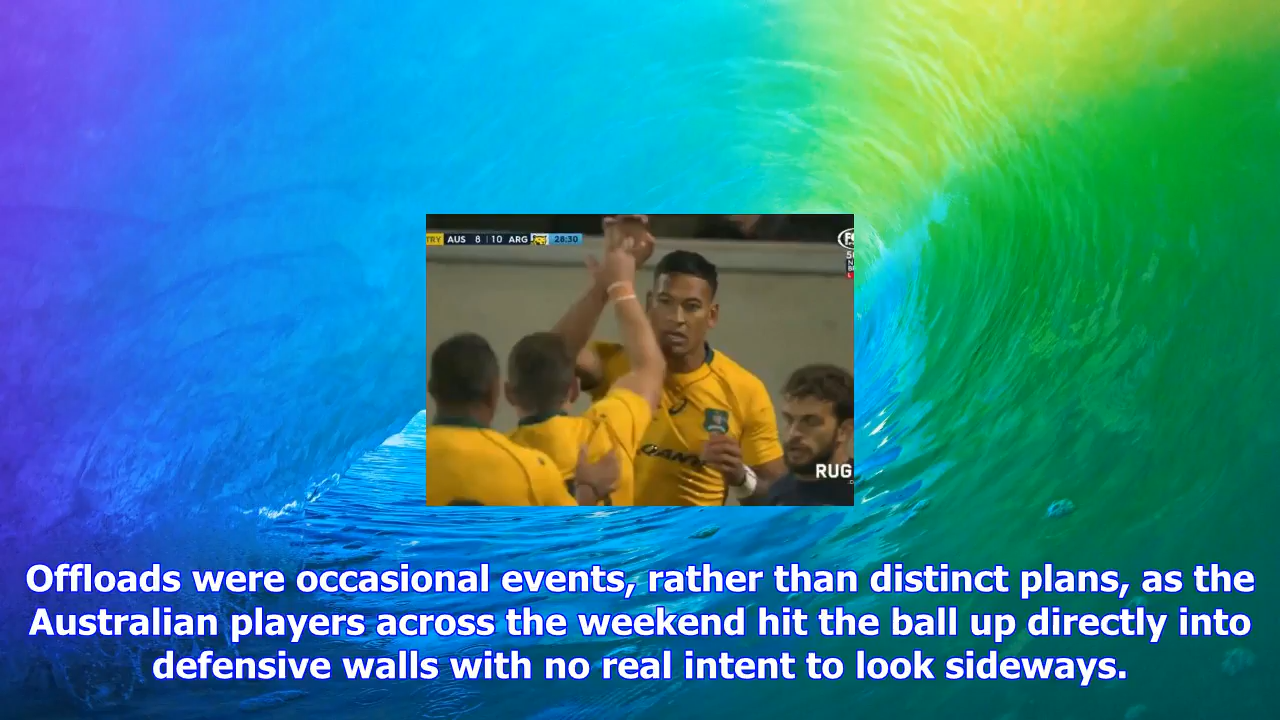 TRY AUS 8 10 ARG 28:30
RUG
Offloads were occasional events, rather than distinct plans, as the
Australian players across the weekend hit the ball up directly into
defensive walls with no real intent to look sideways.